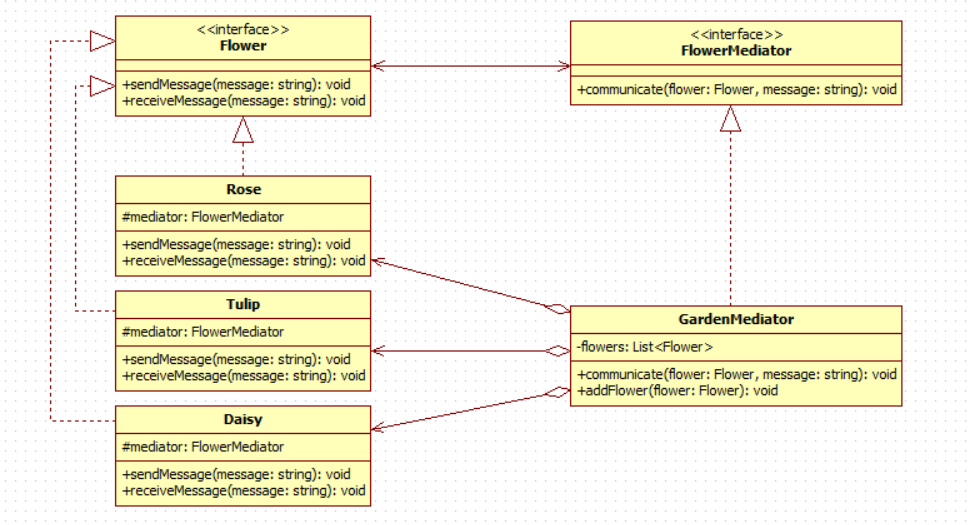 <<interface>>
Flower
+sendMessage(message: string): void
+receiveMessage(message: string): void
<<interface>>
FlowerMediator
+communicate(flower: Flower, message: string): void
Rose
#mediator: FlowerMediator
+sendMessage(message: string): void
+receiveMessage(message: string): void
Tulip
#mediator: FlowerMediator
+sendMessage(message: string): void
+receiveMessage(message: string): void
GardenMediator
-flowers: List<Flower>
+communicate(flower: Flower, message: string): void
+addFlower(flower: Flower): void
Daisy
#mediator: FlowerMediator
+sendMessage(message: string): void
+receiveMessage(message: string): void